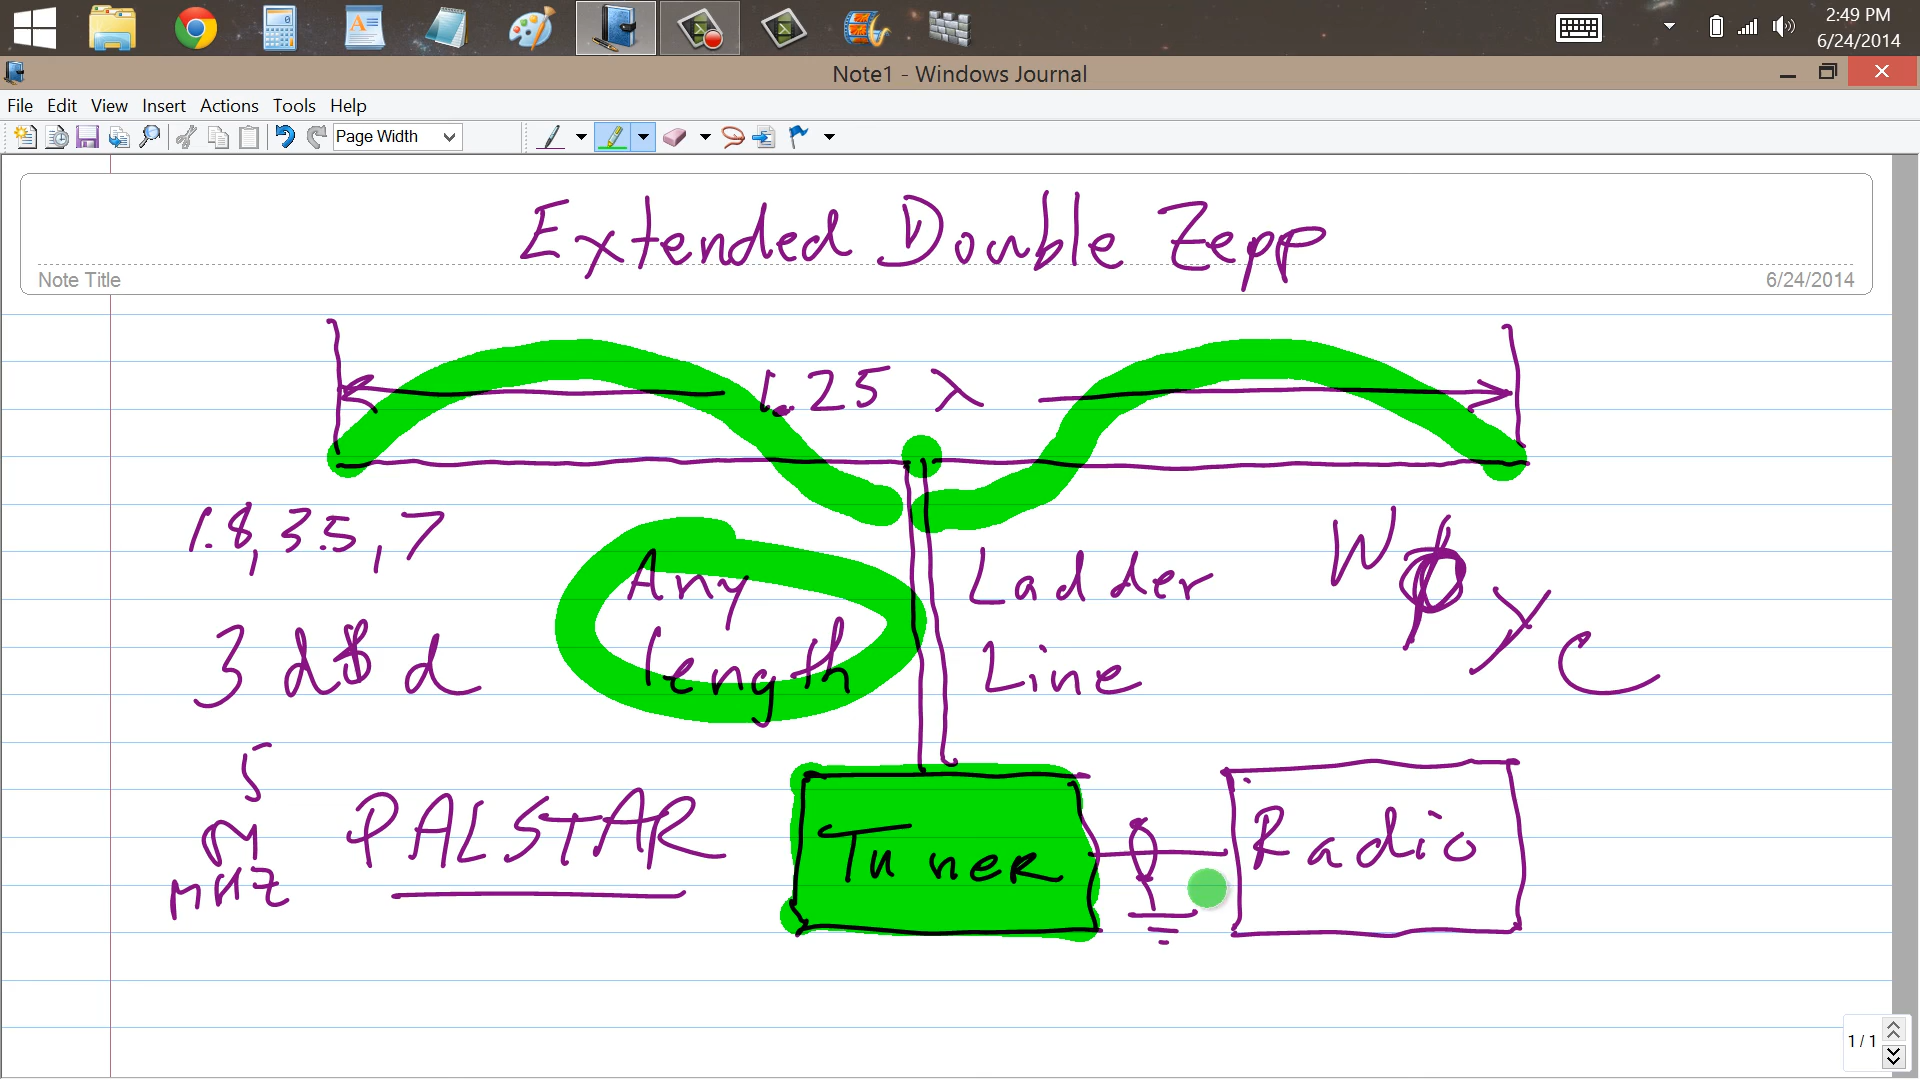 2:49 PM
6/24/2014
Note1 - Windows Journal
File Edit View Insert Actions Tools Help
Page Width
Extended Double Zepp
Note Title 6/24/2014
1.25 λ
1.8, 3.5, 7
Any Ladder
length Line
WØYC
3 dBd
5
MHZ
PALSTAR
Tuner
Radio
1 / 1